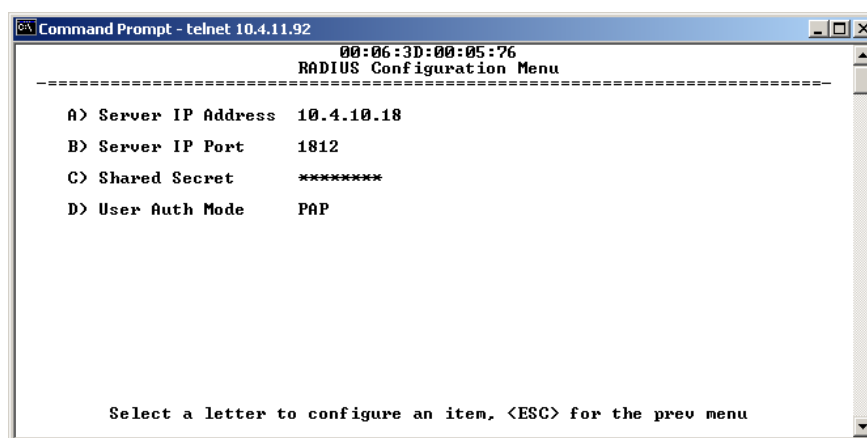 Command Prompt - telnet 10.4.11.92
00:06:3D:00:05:76
RADIUS Configuration Menu
-==========================================================================-
A) Server IP Address 10.4.10.18
B) Server IP Port 1812
C) Shared Secret ********
D) User Auth Mode PAP
Select a letter to configure an item, <ESC> for the prev menu